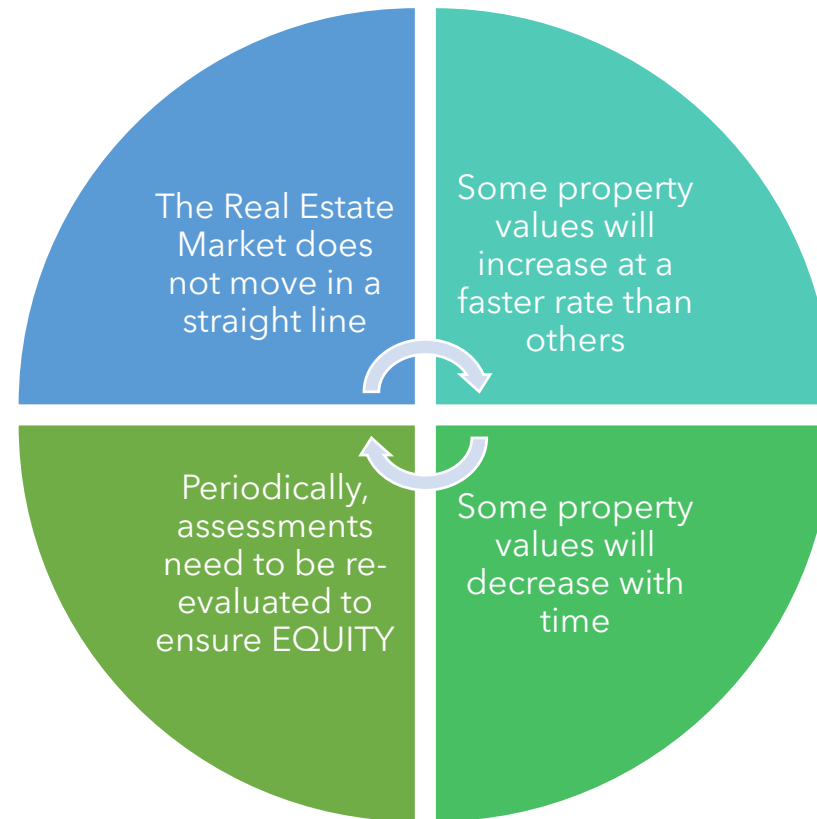 The Real Estate
Market does
not move in a
straight line
Some property
values will
increase at a
faster rate than
others
Some property
values will
decrease with
time
Periodically,
assessments
need to be re-
evaluated to
ensure EQUITY